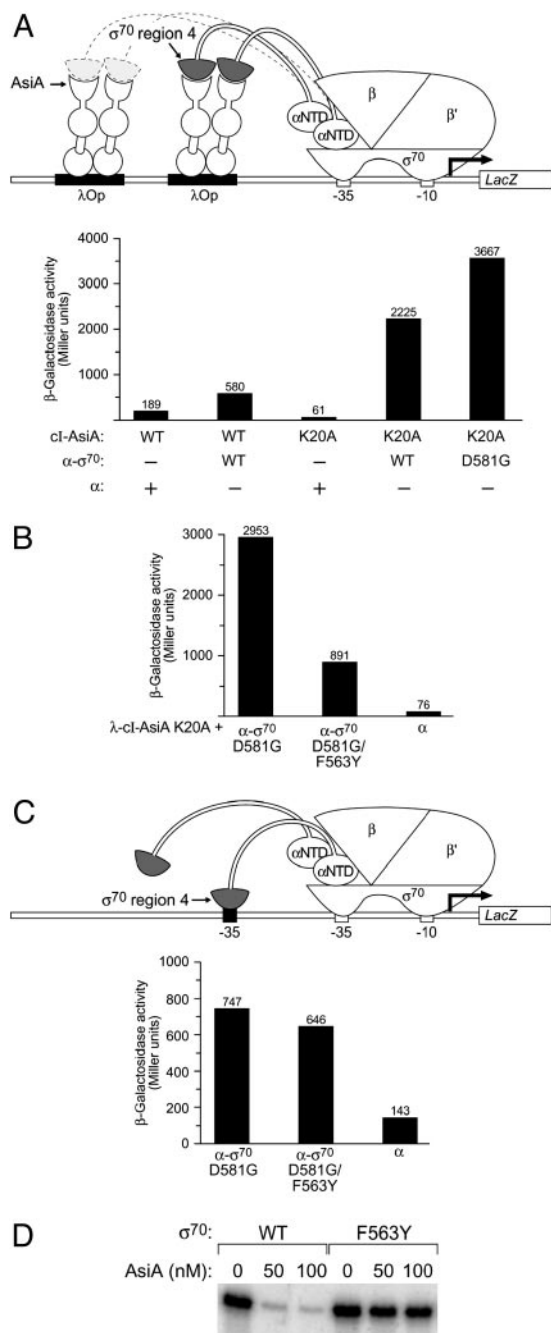 A
σ70 region 4
AsiA
αNTD
αNTD
β
β'
σ70
λOp
λOp
-35
-10
LacZ
β-Galactosidase activity
(Miller units)
4000
3000
2000
1000
189
580
61
2225
3667
cI-AsiA: WT WT K20A K20A K20A
α-σ70: – WT – WT D581G
α: + – + – –
B
β-Galactosidase activity
(Miller units)
3000
2000
1000
2953
891
76
λ-cI-AsiA K20A + α-σ70 α-σ70 α
D581G D581G/
F563Y
C
αNTD
αNTD
β
β'
σ70 region 4
σ70
-35
-35
-10
LacZ
β-Galactosidase activity
(Miller units)
1000
800
600
400
200
0
747
646
143
α-σ70 α-σ70 α
D581G D581G/
F563Y
D
σ70: WT F563Y
AsiA (nM): 0 50 100 0 50 100